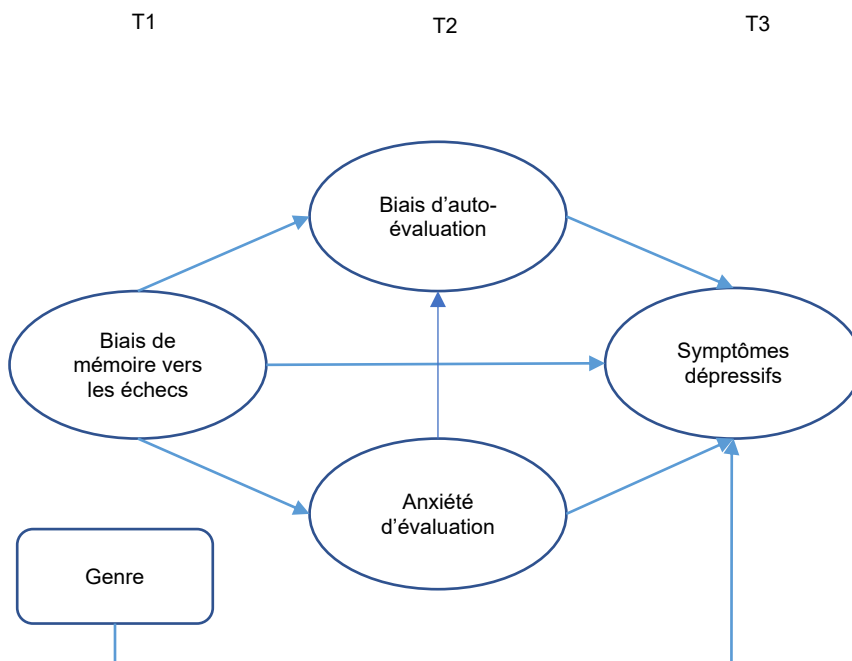 T1
T2
T3
Biais d’auto-
évaluation
Biais de
mémoire vers
les échecs
Symptômes
dépressifs
Anxiété
d’évaluation
Genre